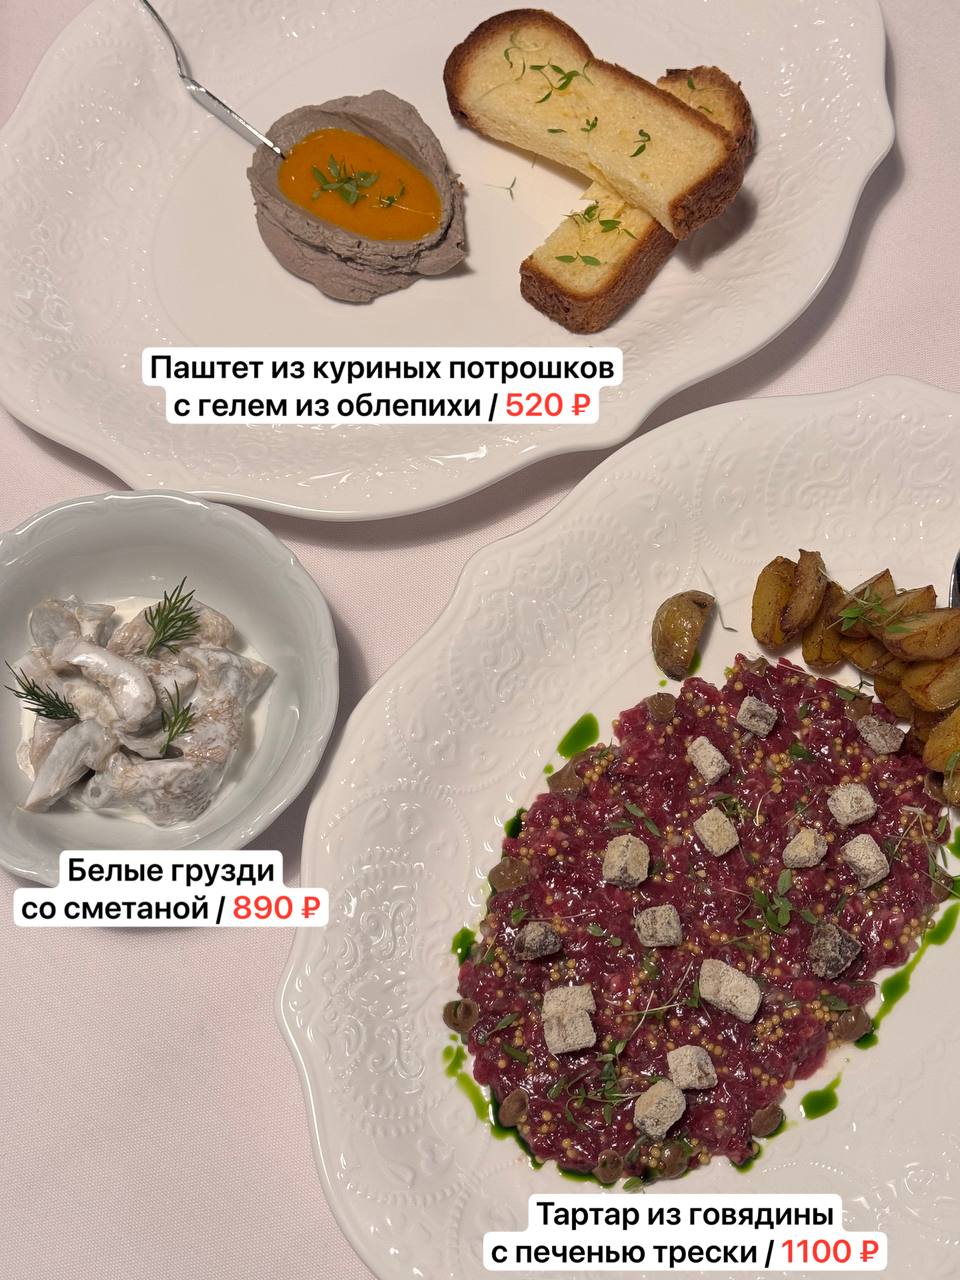 Паштет из куриных потрошков
с гелем из облепихи / 520 ₽
Белые грузди
со сметаной / 890 ₽
Тартар из говядины
с печенью трески / 1100 ₽